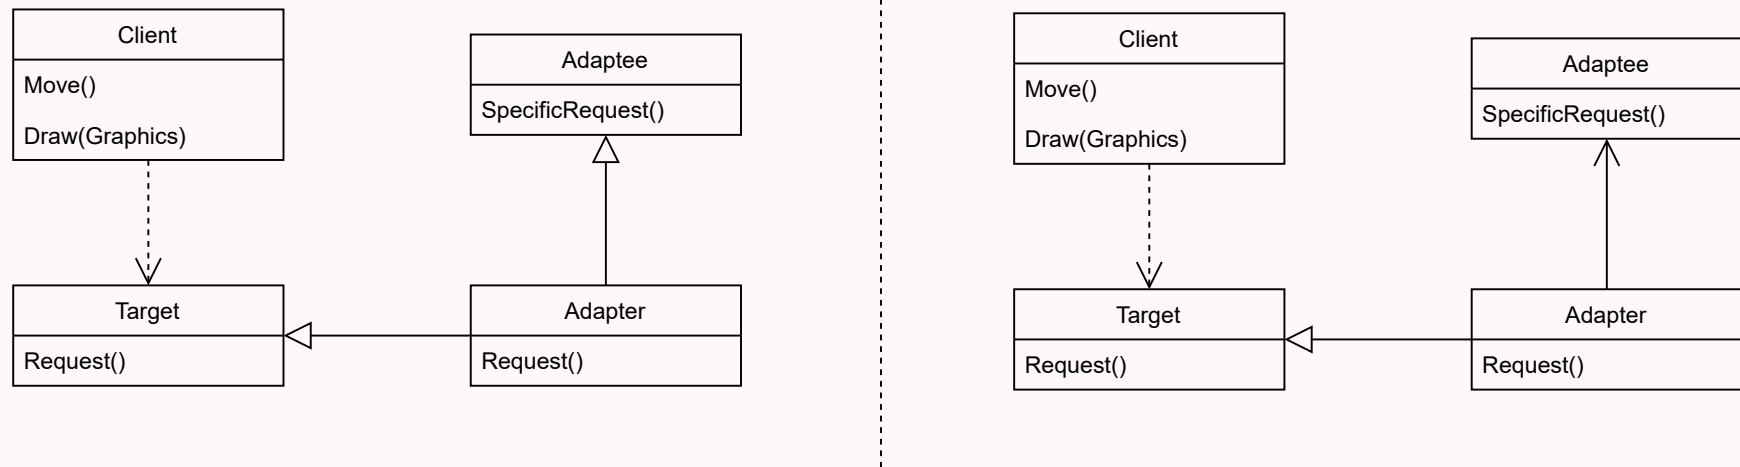 Client
Move()
Draw(Graphics)
Adaptee
SpecificRequest()
Target
Request()
Adapter
Request()
Client
Move()
Draw(Graphics)
Adaptee
SpecificRequest()
Target
Request()
Adapter
Request()